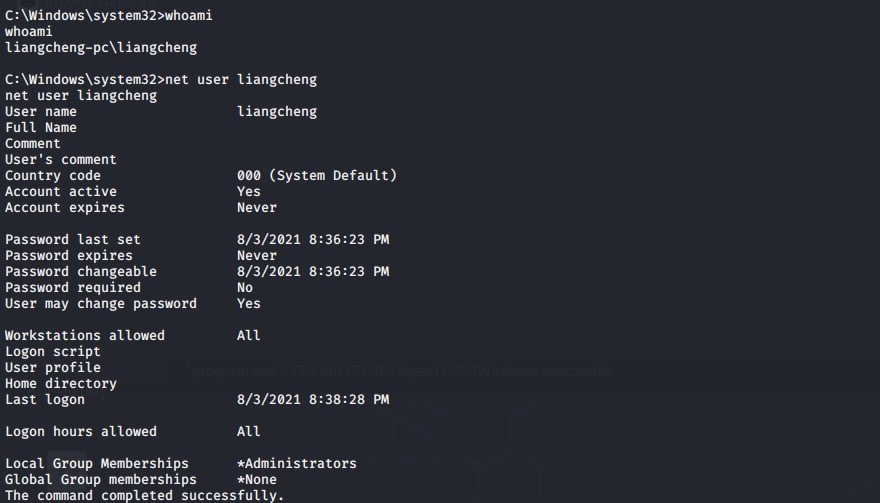 C:\Windows\system32>whoami
whoami
liangcheng-pc\liangcheng
C:\Windows\system32>net user liangcheng
net user liangcheng
User name liangcheng
Full Name
Comment
User's comment
Country code 000 (System Default)
Account active Yes
Account expires Never
Password last set 8/3/2021 8:36:23 PM
Password expires Never
Password changeable 8/3/2021 8:36:23 PM
Password required No
User may change password Yes
Workstations allowed All
Logon script
User profile
Home directory
Last logon 8/3/2021 8:38:28 PM
Logon hours allowed All
Local Group Memberships *Administrators
Global Group memberships *None
The command completed successfully.